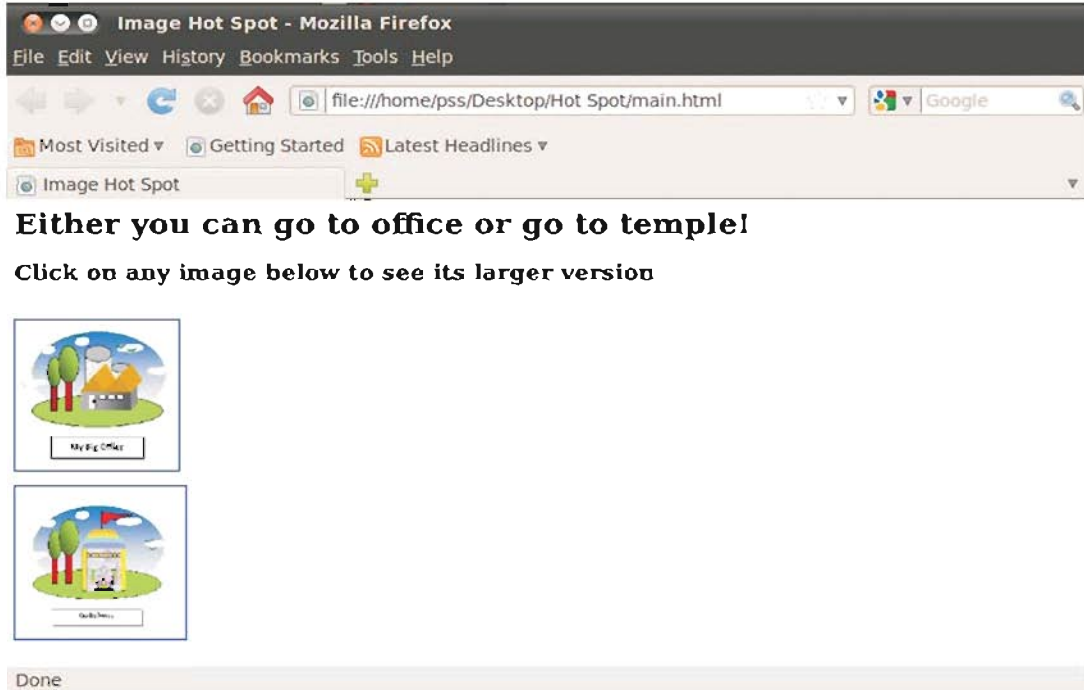 Image Hot Spot - Mozilla Firefox
File Edit View History Bookmarks Tools Help
file:///home/pss/Desktop/Hot Spot/main.html
Google
Most Visited Getting Started Latest Headlines
Image Hot Spot
Either you can go to office or go to temple!
Click on any image below to see its larger version
My Big Office
Done